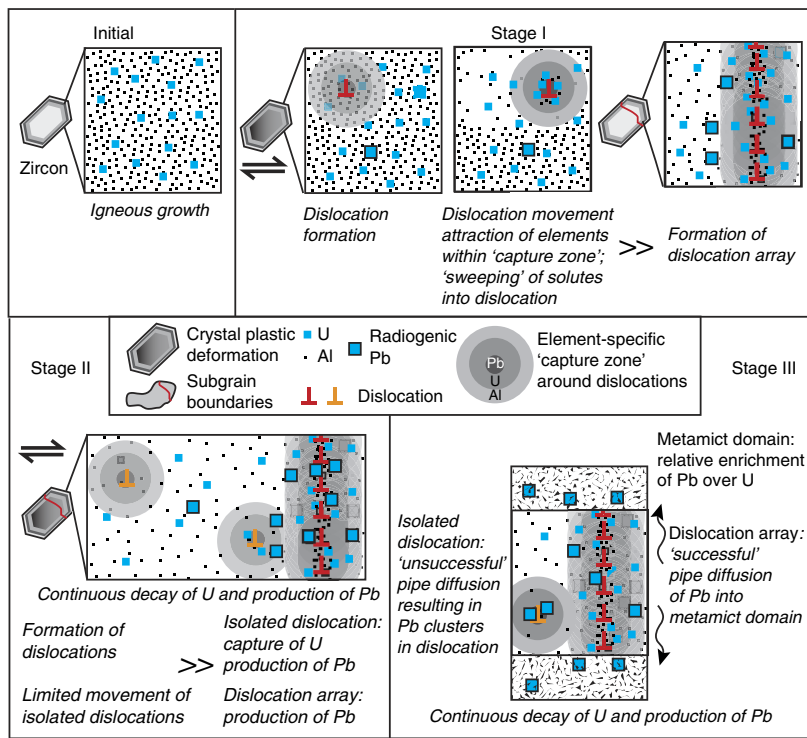 Initial
Zircon
Igneous growth
Stage I
Dislocation
formation
Dislocation movement
attraction of elements
within ‘capture zone’;
‘sweeping’ of solutes
into dislocation
>>
Formation of
dislocation array
Stage II
Crystal plastic
deformation
Subgrain
boundaries
U
Al
Radiogenic
Pb
Dislocation
Pb
U
Al
Element-specific
‘capture zone’
around dislocations
Stage III
Continuous decay of U and production of Pb
Formation of
dislocations
Limited movement of
isolated dislocations
>>
Isolated dislocation:
capture of U
production of Pb
Dislocation array:
production of Pb
Isolated
dislocation:
‘unsuccessful’
pipe diffusion
resulting in
Pb clusters
in dislocation
Metamict domain:
relative enrichment
of Pb over U
Dislocation array:
‘successful’
pipe diffusion
of Pb into
metamict domain
Continuous decay of U and production of Pb